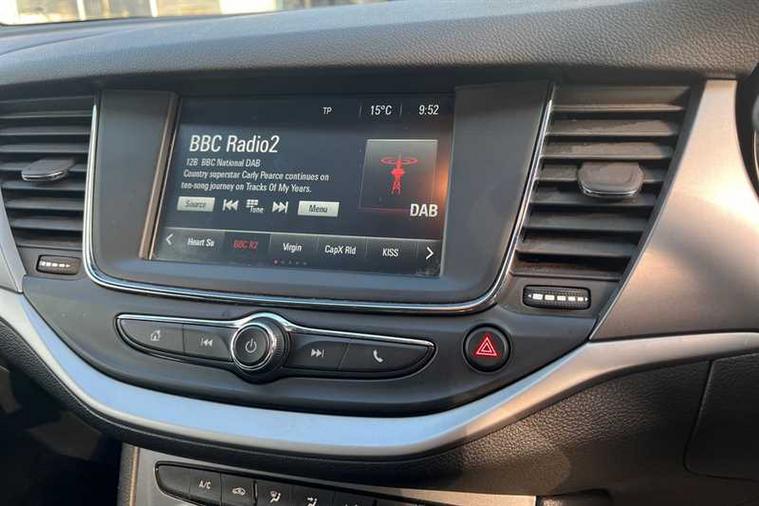 TP 15°C 9:52
BBC Radio2
12B BBC National DAB
Country superstar Carly Pearce continues on
ten-song journey on Tracks Of My Years.
Source Tune Menu
DAB
Heart Su BBC R2 Virgin CapX Rld KISS
A/C